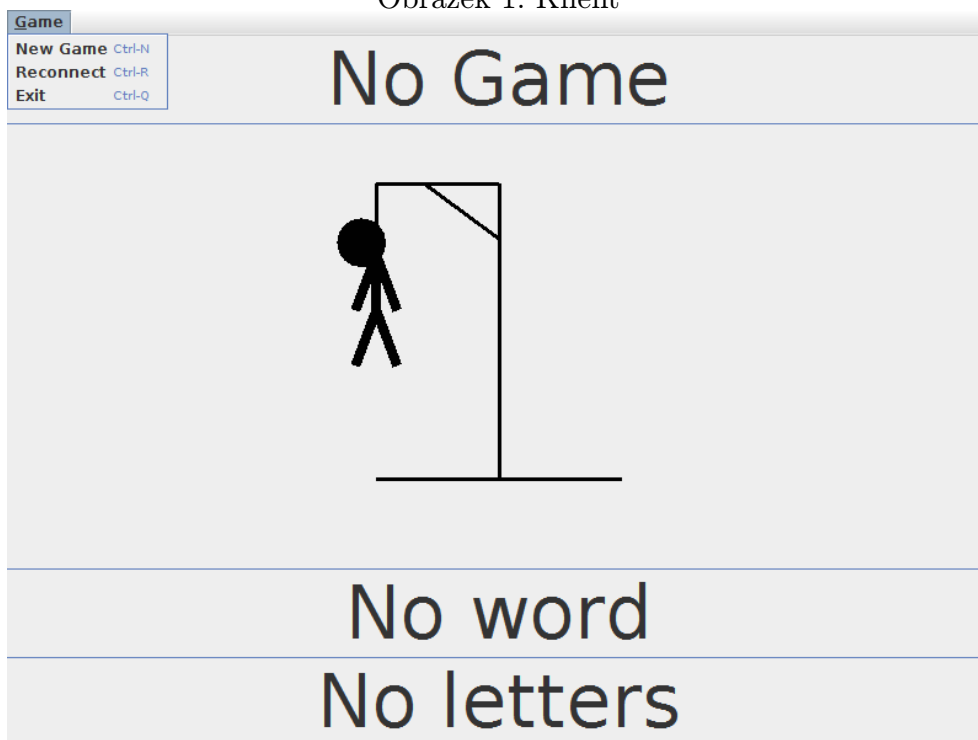 Obrázek 1: Klient
Game
New Game Ctrl-N
Reconnect Ctrl-R
Exit Ctrl-Q
No Game
No word
No letters